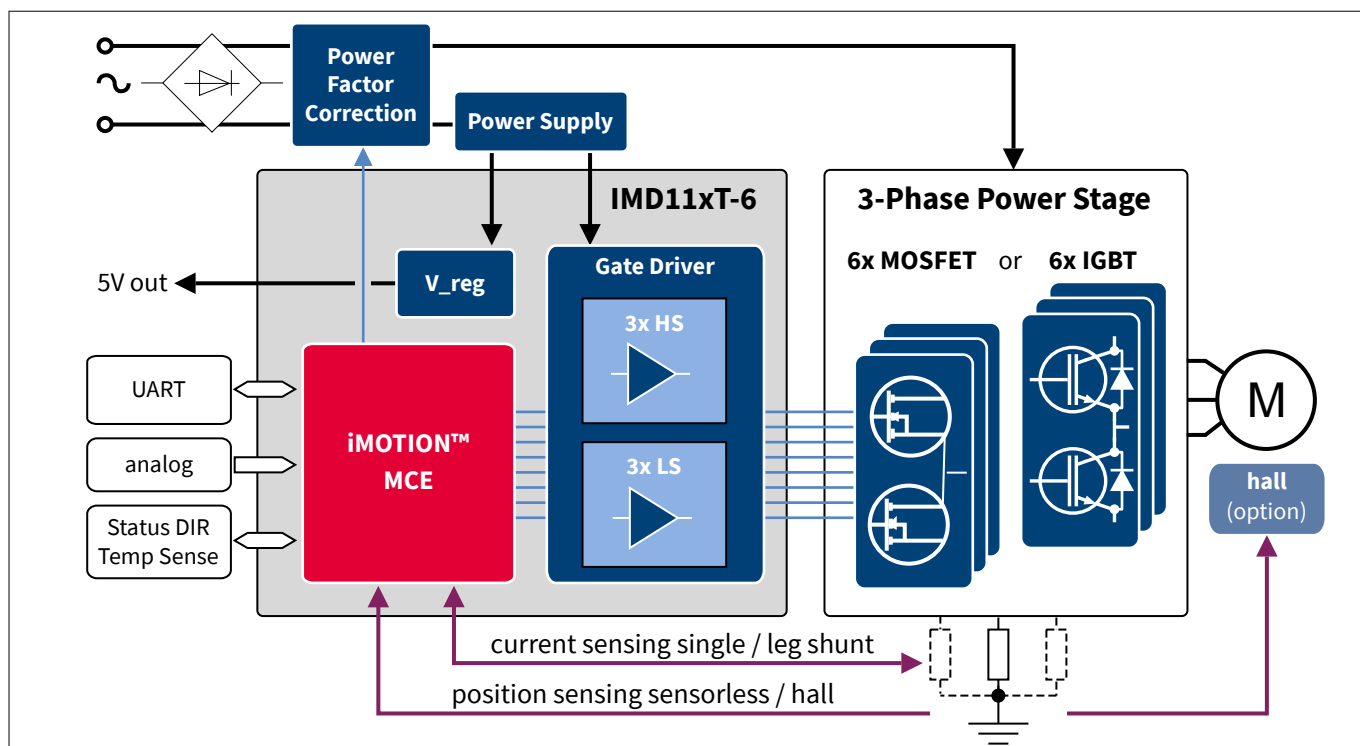 Power
Factor
Correction
Power Supply
IMD11xT-6
3-Phase Power Stage
6x MOSFET or 6x IGBT
5V out
V_reg
Gate Driver
3x HS
3x LS
UART
analog
Status DIR
Temp Sense
iMOTION™
MCE
M
hall
(option)
current sensing single / leg shunt
position sensing sensorless / hall